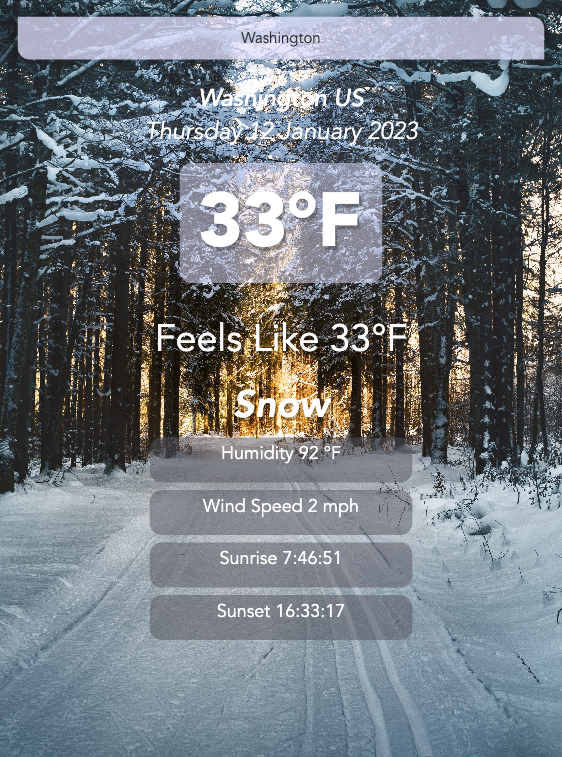 Washington
Washington US
Thursday 12 January 2023
33°F
Feels Like 33°F
Snow
Humidity 92 °F
Wind Speed 2 mph
Sunrise 7:46:51
Sunset 16:33:17